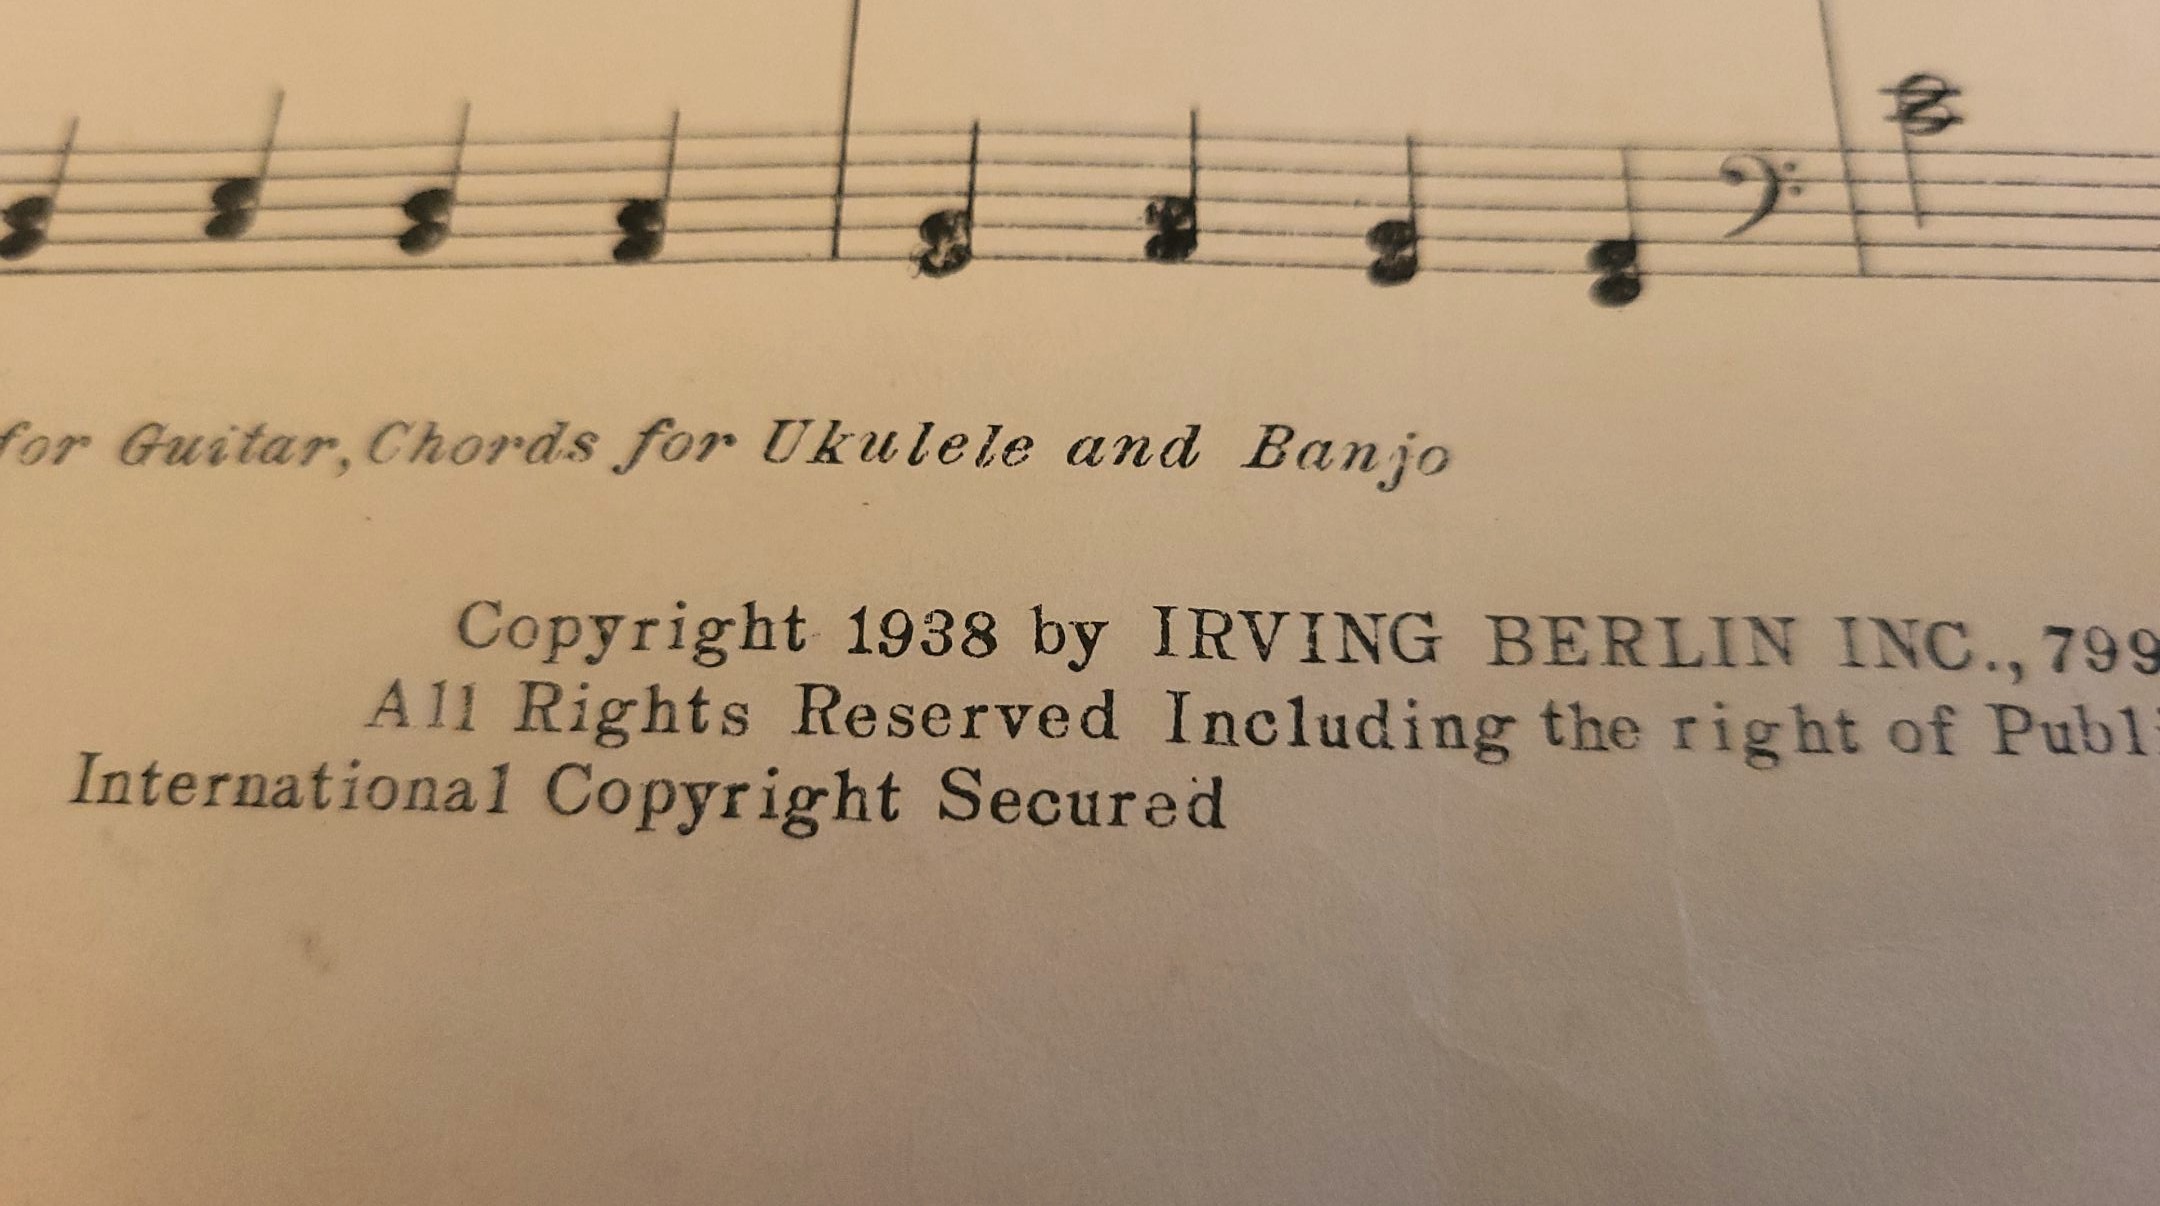 for Guitar, Chords for Ukulele and Banjo
Copyright 1938 by IRVING BERLIN INC., 799
All Rights Reserved Including the right of Publi
International Copyright Secured